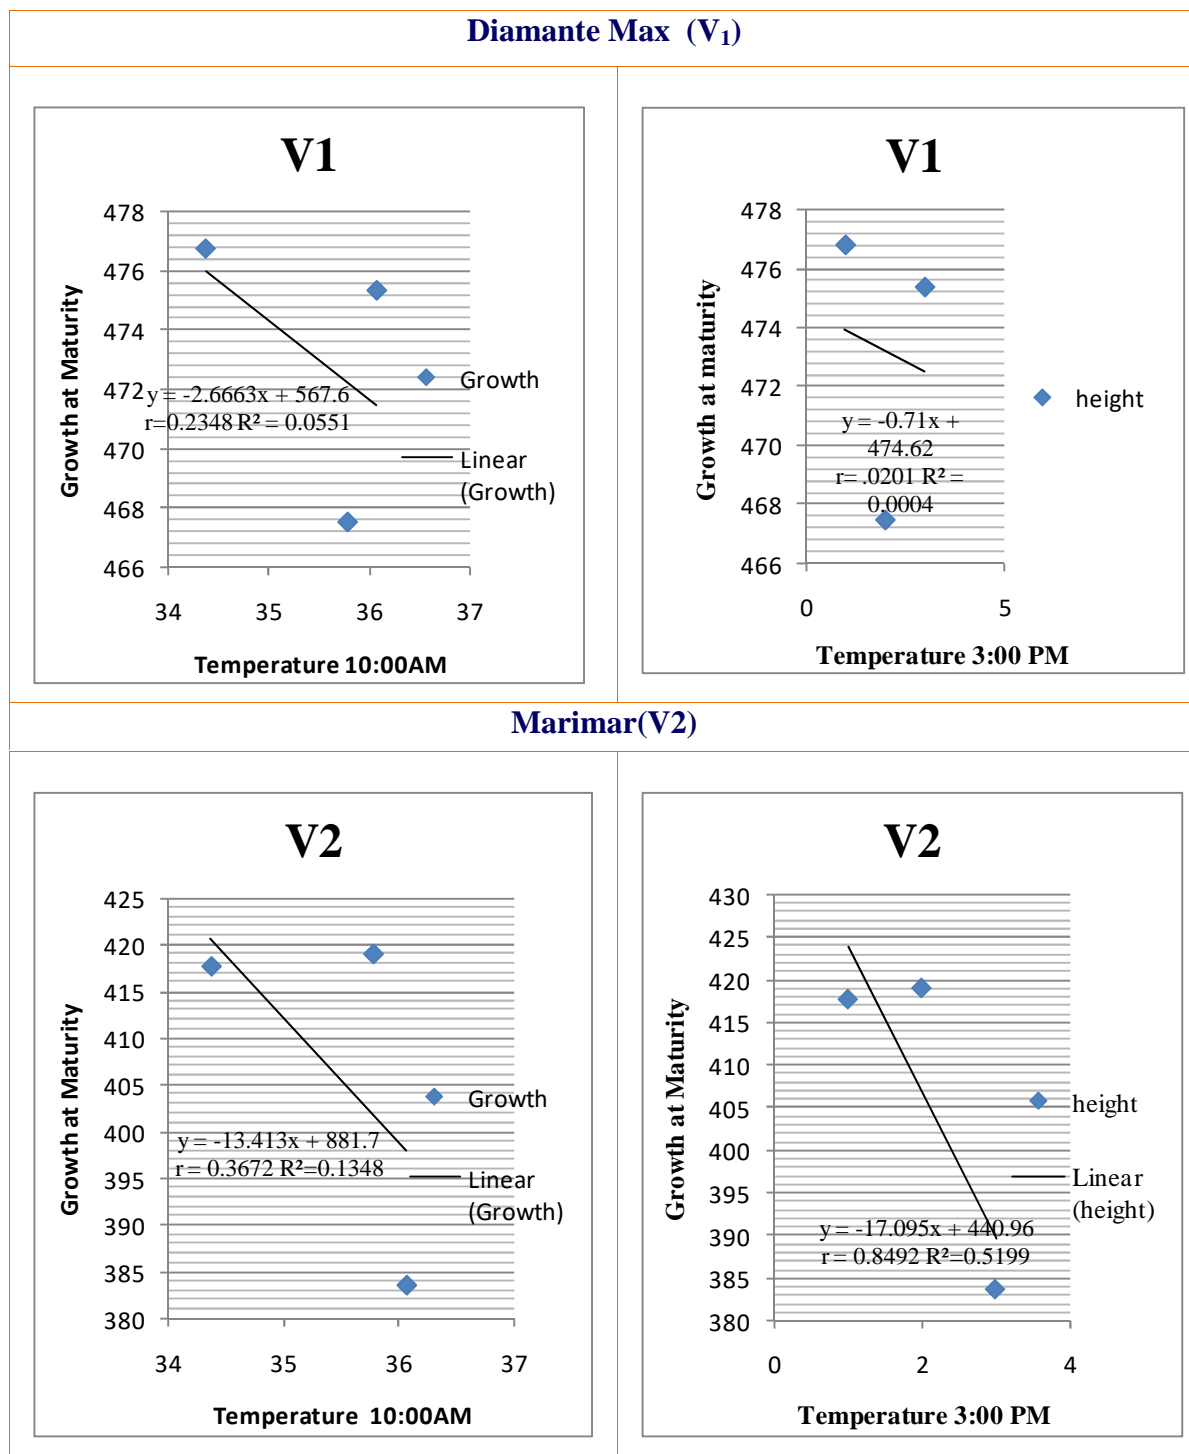 Diamante Max (V1)
V1
Growth at Maturity
478
476
474
472
470
468
466
y = -2.6663x + 567.6
r=0.2348 R² = 0.0551
Growth
Linear
(Growth)
34 35 36 37
Temperature 10:00AM
V1
Growth at maturity
478
476
474
472
470
468
466
y = -0.71x +
474.62
r= .0201 R² =
0.0004
height
0 5
Temperature 3:00 PM
Marimar(V2)
V2
Growth at Maturity
425
420
415
410
405
400
395
390
385
380
Growth
y = -13.413x + 881.7
r = 0.3672 R²=0.1348
Linear
(Growth)
34 35 36 37
Temperature 10:00AM
V2
Growth at Maturity
430
425
420
415
410
405
400
395
390
385
380
height
Linear
(height)
y = -17.095x + 440.96
r = 0.8492 R²=0.5199
0 2 4
Temperature 3:00 PM